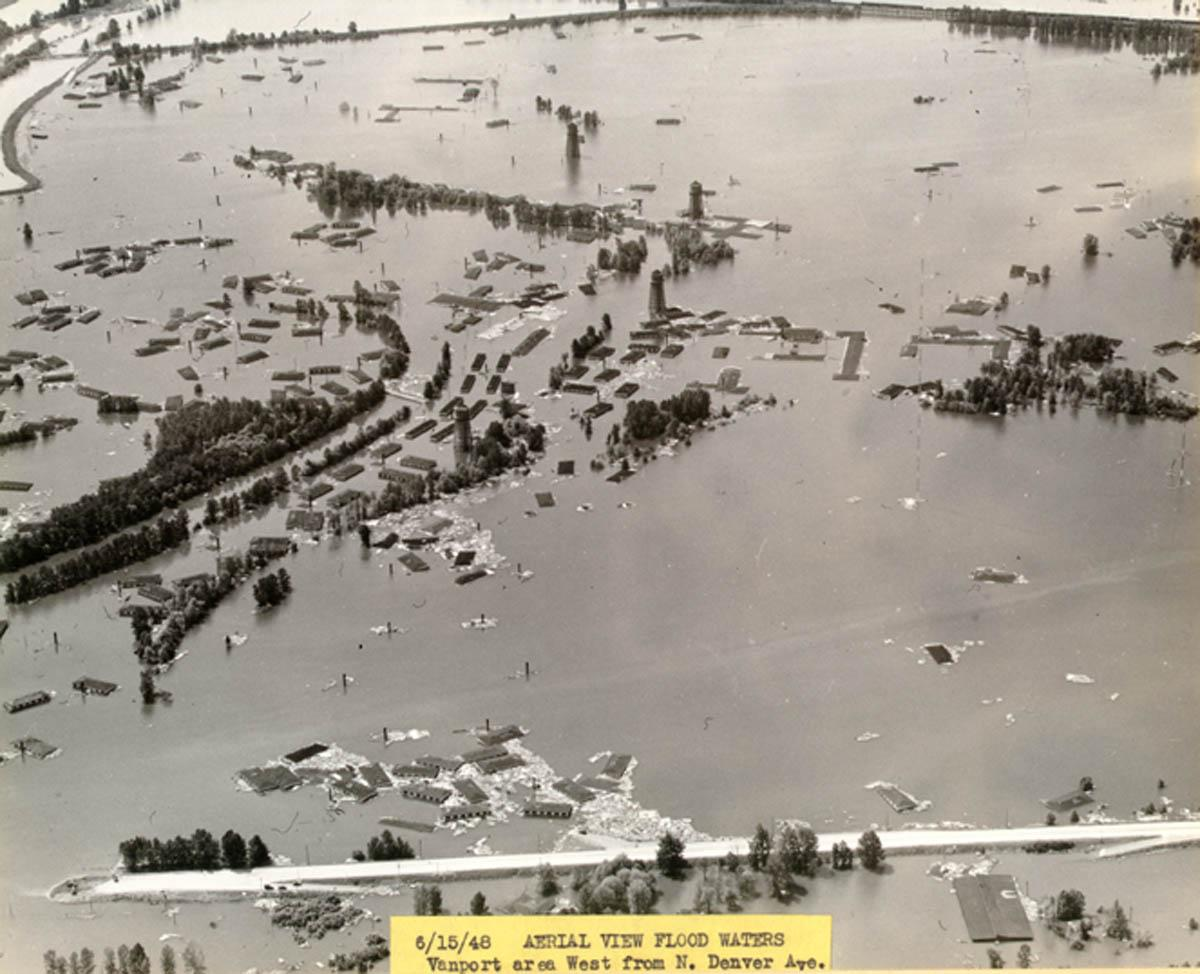 6/15/48 AERIAL VIEW FLOOD WATERS
Vanport area West from N. Denver Ave.